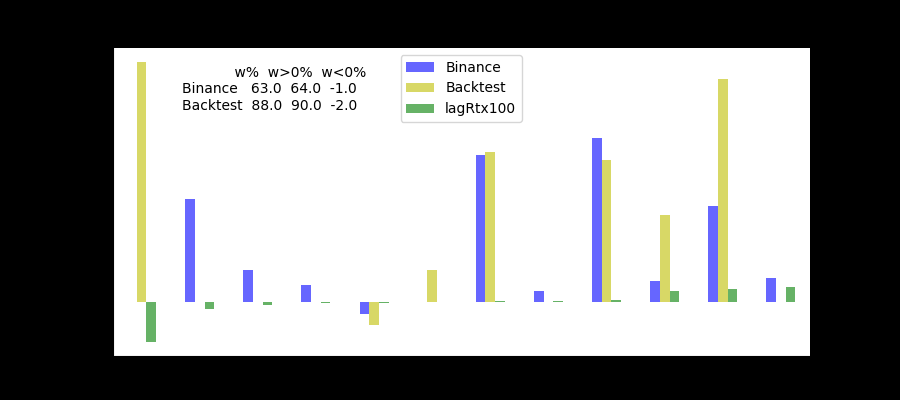 w% w>0% w<0%
Binance 63.0 64.0 -1.0
Backtest 88.0 90.0 -2.0
Binance
Backtest
lagRtx100